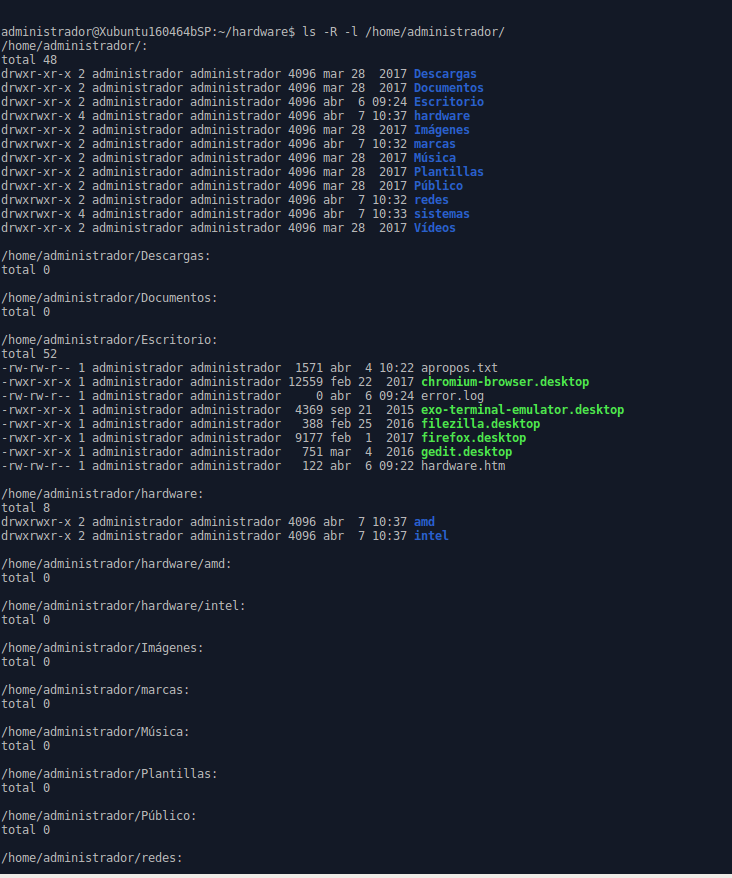 administrador@Xubuntu160464bSP:~/hardware$ ls -R -l /home/administrador/
/home/administrador/:
total 48
drwxr-xr-x 2 administrador administrador 4096 mar 28  2017 Descargas
drwxr-xr-x 2 administrador administrador 4096 mar 28  2017 Documentos
drwxr-xr-x 2 administrador administrador 4096 abr  6 09:24 Escritorio
drwxrwxr-x 4 administrador administrador 4096 abr  7 10:37 hardware
drwxr-xr-x 2 administrador administrador 4096 mar 28  2017 Imágenes
drwxrwxr-x 2 administrador administrador 4096 abr  7 10:32 marcas
drwxr-xr-x 2 administrador administrador 4096 mar 28  2017 Música
drwxr-xr-x 2 administrador administrador 4096 mar 28  2017 Plantillas
drwxr-xr-x 2 administrador administrador 4096 mar 28  2017 Público
drwxrwxr-x 2 administrador administrador 4096 abr  7 10:32 redes
drwxrwxr-x 4 administrador administrador 4096 abr  7 10:33 sistemas
drwxr-xr-x 2 administrador administrador 4096 mar 28  2017 Vídeos

/home/administrador/Descargas:
total 0

/home/administrador/Documentos:
total 0

/home/administrador/Escritorio:
total 52
-rw-rw-r-- 1 administrador administrador  1571 abr  4 10:22 apropos.txt
-rwxr-xr-x 1 administrador administrador 12559 feb 22  2017 chromium-browser.desktop
-rw-rw-r-- 1 administrador administrador     0 abr  6 09:24 error.log
-rwxr-xr-x 1 administrador administrador  4369 sep 21  2015 exo-terminal-emulator.desktop
-rwxr-xr-x 1 administrador administrador   388 feb 25  2016 filezilla.desktop
-rwxr-xr-x 1 administrador administrador  9177 feb  1  2017 firefox.desktop
-rwxr-xr-x 1 administrador administrador   751 mar  4  2016 gedit.desktop
-rw-rw-r-- 1 administrador administrador   122 abr  6 09:22 hardware.htm

/home/administrador/hardware:
total 8
drwxrwxr-x 2 administrador administrador 4096 abr  7 10:37 amd
drwxrwxr-x 2 administrador administrador 4096 abr  7 10:37 intel

/home/administrador/hardware/amd:
total 0

/home/administrador/hardware/intel:
total 0

/home/administrador/Imágenes:
total 0

/home/administrador/marcas:
total 0

/home/administrador/Música:
total 0

/home/administrador/Plantillas:
total 0

/home/administrador/Público:
total 0

/home/administrador/redes: